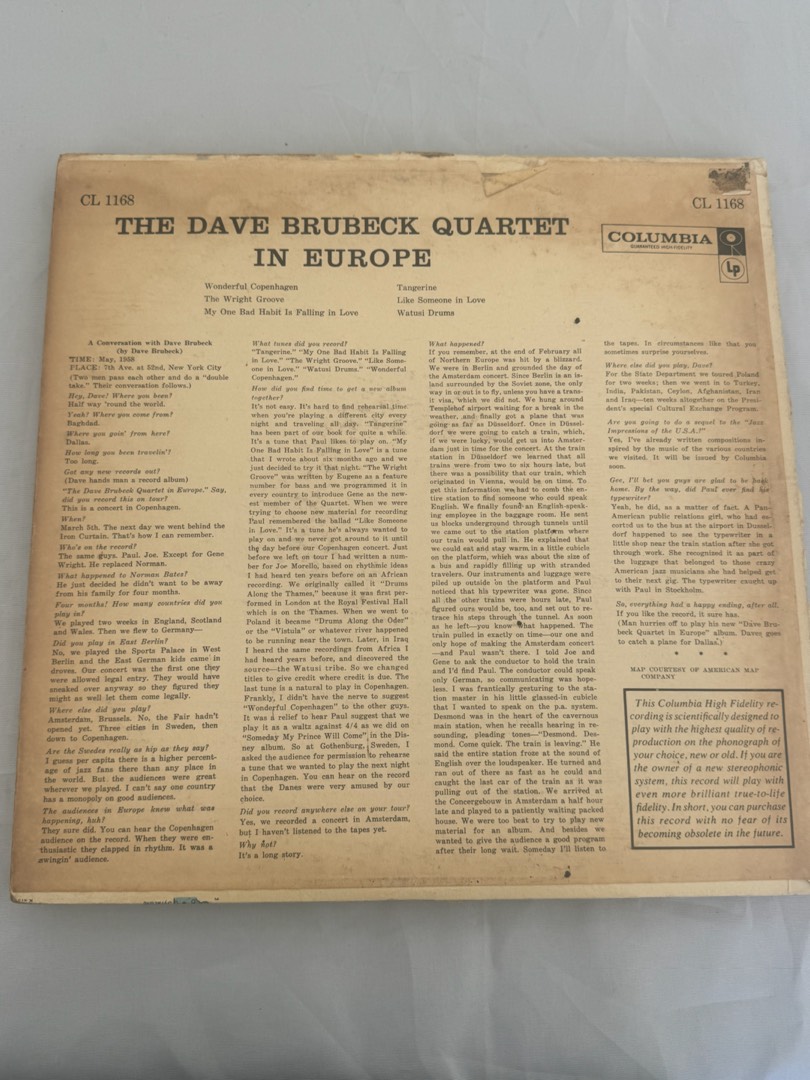 CL 1168
CL 1168
THE DAVE BRUBECK QUARTET
IN EUROPE
COLUMBIA
GUARANTEED HIGH-FIDELITY
Lp
Wonderful Copenhagen
The Wright Groove
My One Bad Habit Is Falling in Love
Tangerine
Like Someone in Love
Watusi Drums
A Conversation with Dave Brubeck
(by Dave Brubeck)
TIME: May, 1958
PLACE: 7th Ave. at 52nd, New York City
(Two men pass each other and do a "double
take." Their conversation follows.)
Hey, Dave! Where you been?
Half way 'round the world.
Yeah! Where you come from?
Baghdad.
Where you goin' from here?
Dallas.
How long you been travelin'?
Too long.
Got any new records out?
(Dave hands man a record album)
"The Dave Brubeck Quartet in Europe." Say,
did you record this on tour?
This is a concert in Copenhagen.
When?
March 5th. The next day we went behind the
Iron Curtain. That's how I can remember.
Who's on the record?
The same guys. Paul. Joe. Except for Gene
Wright. He replaced Norman.
What happened to Norman Bates?
He just decided he didn't want to be away
from his family for four months.
Four months! How many countries did you
play in?
We played two weeks in England, Scotland
and Wales. Then we flew to Germany—
Did you play in East Berlin?
No, we played the Sports Palace in West
Berlin and the East German kids came in
droves. Our concert was the first one they
were allowed legal entry. They would have
sneaked over anyway so they figured they
might as well let them come legally.
Where else did you play?
Amsterdam, Brussels. No, the Fair hadn't
opened yet. Three cities in Sweden, then
down to Copenhagen.
Are the Swedes really as hip as they say?
I guess per capita there is a higher percent-
age of jazz fans there than any place in
the world. But the audiences were great
wherever we played. I can't say one country
has a monopoly on good audiences.
The audiences in Europe knew what was
happening, huh?
They sure did. You can hear the Copenhagen
audience on the record. When they were en-
thusiastic they clapped in rhythm. It was a
swingin' audience.
What tunes did you record?
"Tangerine." "My One Bad Habit Is Falling
in Love." "The Wright Groove." "Like Some-
one in Love." "Watusi Drums." "Wonderful
Copenhagen."
How did you find time to get a new album
together?
It's not easy. It's hard to find rehearsal time
when you're playing a different city every
night and traveling all day. "Tangerine"
has been part of our book for quite a while.
It's a tune that Paul likes to play on. "My
One Bad Habit Is Falling in Love" is a tune
that I wrote about six months ago and we
just decided to try it that night. "The Wright
Groove" was written by Eugene as a feature
number for bass and we programmed it in
every country to introduce Gene as the new-
est member of the Quartet. When we were
trying to choose new material for recording
Paul remembered the ballad "Like Someone
in Love." It's a tune he's always wanted to
play on and we never got around to it until
the day before our Copenhagen concert. Just
before we left on tour I had written a num-
ber for Joe Morello, based on rhythmic ideas
I had heard ten years before on an African
recording. We originally called it "Drums
Along the Thames," because it was first per-
formed in London at the Royal Festival Hall
which is on the Thames. When we went to
Poland it became "Drums Along the Oder"
or the "Vistula" or whatever river happened
to be running near the town. Later, in Iraq
I heard the same recordings from Africa I
had heard years before, and discovered the
source—the Watusi tribe. So we changed
titles to give credit where credit is due. The
last tune is a natural to play in Copenhagen.
Frankly, I didn't have the nerve to suggest
"Wonderful Copenhagen" to the other guys.
It was a relief to hear Paul suggest that we
play it as a waltz against 4/4 as we did on
"Someday My Prince Will Come" in the Dis-
ney album. So at Gothenburg, Sweden, I
asked the audience for permission to rehearse
a tune that we wanted to play the next night
in Copenhagen. You can hear on the record
that the Danes were very amused by our
choice.
Did you record anywhere else on your tour?
Yes, we recorded a concert in Amsterdam,
but I haven't listened to the tapes yet.
Why not?
It's a long story.
What happened?
If you remember, at the end of February all
of Northern Europe was hit by a blizzard.
We were in Berlin and grounded the day of
the Amsterdam concert. Since Berlin is an is-
land surrounded by the Soviet zone, the only
way in or out is to fly, unless you have a trans-
it visa, which we did not. We hung around
Templehof airport waiting for a break in the
weather, and finally got a plane that was
going as far as Düsseldorf. Once in Düssel-
dorf we were going to catch a train, which,
if we were lucky, would get us into Amster-
dam just in time for the concert. At the train
station in Düsseldorf we learned that all
trains were from two to six hours late, but
there was a possibility that our train, which
originated in Vienna, would be on time. To
get this information we had to comb the en-
tire station to find someone who could speak
English. We finally found an English-speak-
ing employee in the baggage room. He sent
us blocks underground through tunnels until
we came out to the station platform where
our train would pull in. He explained that
we could eat and stay warm in a little cubicle
on the platform, which was about the size of
a bus and rapidly filling up with stranded
travelers. Our instruments and luggage were
piled up outside on the platform and Paul
noticed that his typewriter was gone. Since
all the other trains were hours late, Paul
figured ours would be, too, and set out to re-
trace his steps through the tunnel. As soon
as he left—you know what happened. The
train pulled in exactly on time—our one and
only hope of making the Amsterdam concert
—and Paul wasn't there. I told Joe and
Gene to ask the conductor to hold the train
and I'd find Paul. The conductor could speak
only German, so communicating was hope-
less. I was frantically gesturing to the sta-
tion master in his little glassed-in cubicle
that I wanted to speak on the p.a. system.
Desmond was in the heart of the cavernous
main station, when he recalls hearing in re-
sounding, pleading tones—"Desmond. Des-
mond. Come quick. The train is leaving." He
said the entire station froze at the sound of
English over the loudspeaker. He turned and
ran out of there as fast as he could and
caught the last car of the train as it was
pulling out of the station. We arrived at
the Concergebouw in Amsterdam a half hour
late and played to a patiently waiting packed
house. We were too beat to try to play new
material for an album. And besides we
wanted to give the audience a good program
after their long wait. Someday I'll listen to
the tapes. In circumstances like that you
sometimes surprise yourselves.
Where else did you play, Dave?
For the State Department we toured Poland
for two weeks; then we went in to Turkey,
India, Pakistan, Ceylon, Afghanistan, Iran
and Iraq—ten weeks altogether on the Presi-
dent's special Cultural Exchange Program.
Are you going to do a sequel to the "Jazz
Impressions of the U.S.A.?"
Yes, I've already written compositions in-
spired by the music of the various countries
we visited. It will be issued by Columbia
soon.
Gee, I'll bet you guys are glad to be back
home. By the way, did Paul ever find his
typewriter?
Yeah, he did, as a matter of fact. A Pan-
American public relations girl, who had es-
corted us to the bus at the airport in Dussel-
dorf happened to see the typewriter in a
little shop near the train station after she got
through work. She recognized it as part of
the luggage that belonged to those crazy
American jazz musicians she had helped get
to their next gig. The typewriter caught up
with Paul in Stockholm.
So, everything had a happy ending, after all.
If you like the record, it sure has.
(Man hurries off to play his new "Dave Bru-
beck Quartet in Europe" album. Dave goes
to catch a plane for Dallas.)
* * *
MAP COURTESY OF AMERICAN MAP
COMPANY
This Columbia High Fidelity re-
cording is scientifically designed to
play with the highest quality of re-
production on the phonograph of
your choice, new or old. If you are
the owner of a new stereophonic
system, this record will play with
even more brilliant true-to-life
fidelity. In short, you can purchase
this record with no fear of its
becoming obsolete in the future.